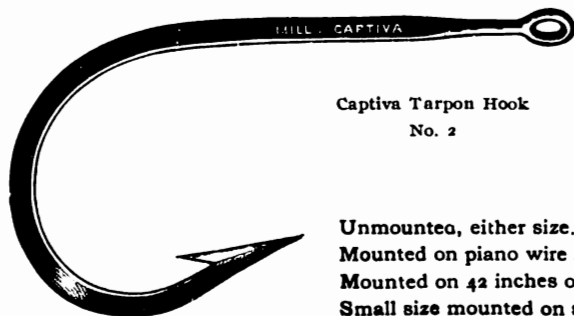 MILL. CAPTIVA
Captiva Tarpon Hook
No. 2
Unmounted, either size.
Mounted on piano wire
Mounted on 42 inches o
Small size mounted on s